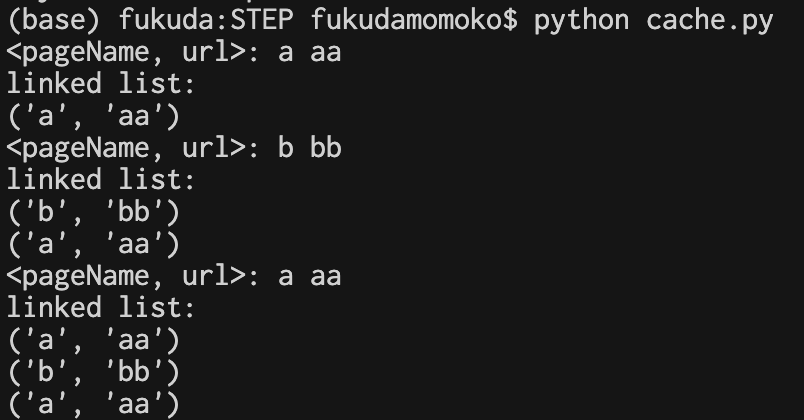 (base) fukuda:STEP fukudamomoko$ python cache.py
<pageName, url>: a aa
linked list:
('a', 'aa')
<pageName, url>: b bb
linked list:
('b', 'bb')
('a', 'aa')
<pageName, url>: a aa
linked list:
('a', 'aa')
('b', 'bb')
('a', 'aa')